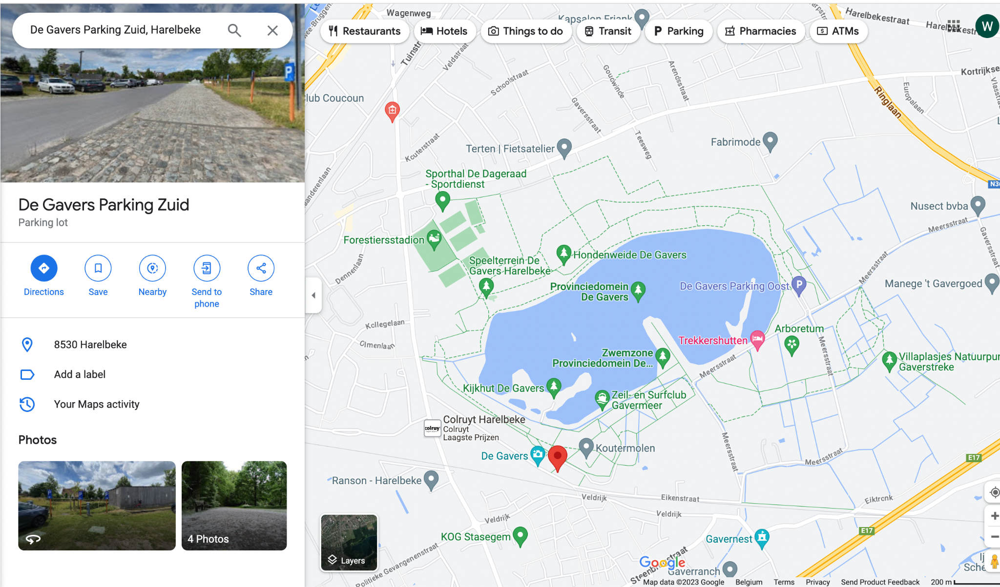 De Gavers Parking Zuid, Harelbeke
De Gavers Parking Zuid
Parking lot
Directions
Save
Nearby
Send to
phone
Share
8530 Harelbeke
Add a label
Your Maps activity
Photos
4 Photos
Restaurants
Hotels
Things to do
Transit
Parking
Pharmacies
ATMs
W
Wagenweg
Kapsalon Friank
Harelbekestraat
Tuinstr
Veldstraat
Schoolstraat
Goudwinde
Arendsstraat
Gaversstraat
Teesweg
Kortrijkse
Europalaan
Ringlaan
Club Coucoun
Kouterstraat
Terten | Fietsatelier
Fabrimode
Sporthal De Dageraad
- Sportdienst
Forestiersstadion
Speelterrein De
Gavers Harelbeke
Hondenweide De Gavers
Provinciedomein
De Gavers
De Gavers Parking Oost
P
Nusect bvba
Meersstraat
Gaversstraat
Meersstraat
Manege 't Gavergoed
Dennenlaan
Kollegelaan
Olmenlaan
Trekkershutten
Arboretum
Zwemzone
Provinciedomein De...
Meersstraat
Meersstraat
Villaplasjes Natuurpun
Gaverstreke
Kijkhut De Gavers
Zeil- en Surfclub
Gavermeer
Colruyt Harelbeke
Colruyt
Laagste Prijzen
De Gavers
Koutermolen
Meersstraat
Meersstraat
E17
Ranson - Harelbeke
Veldrijk
Eikenstraat
Veldrijk
Veldrijk
E17
KOG Stasegem
Gavernest
Gaverranch
Politieke Gevangenenstraat
Layers
Google
Map data ©2023 Google
Belgium
Terms
Privacy
Send Product Feedback
200 m